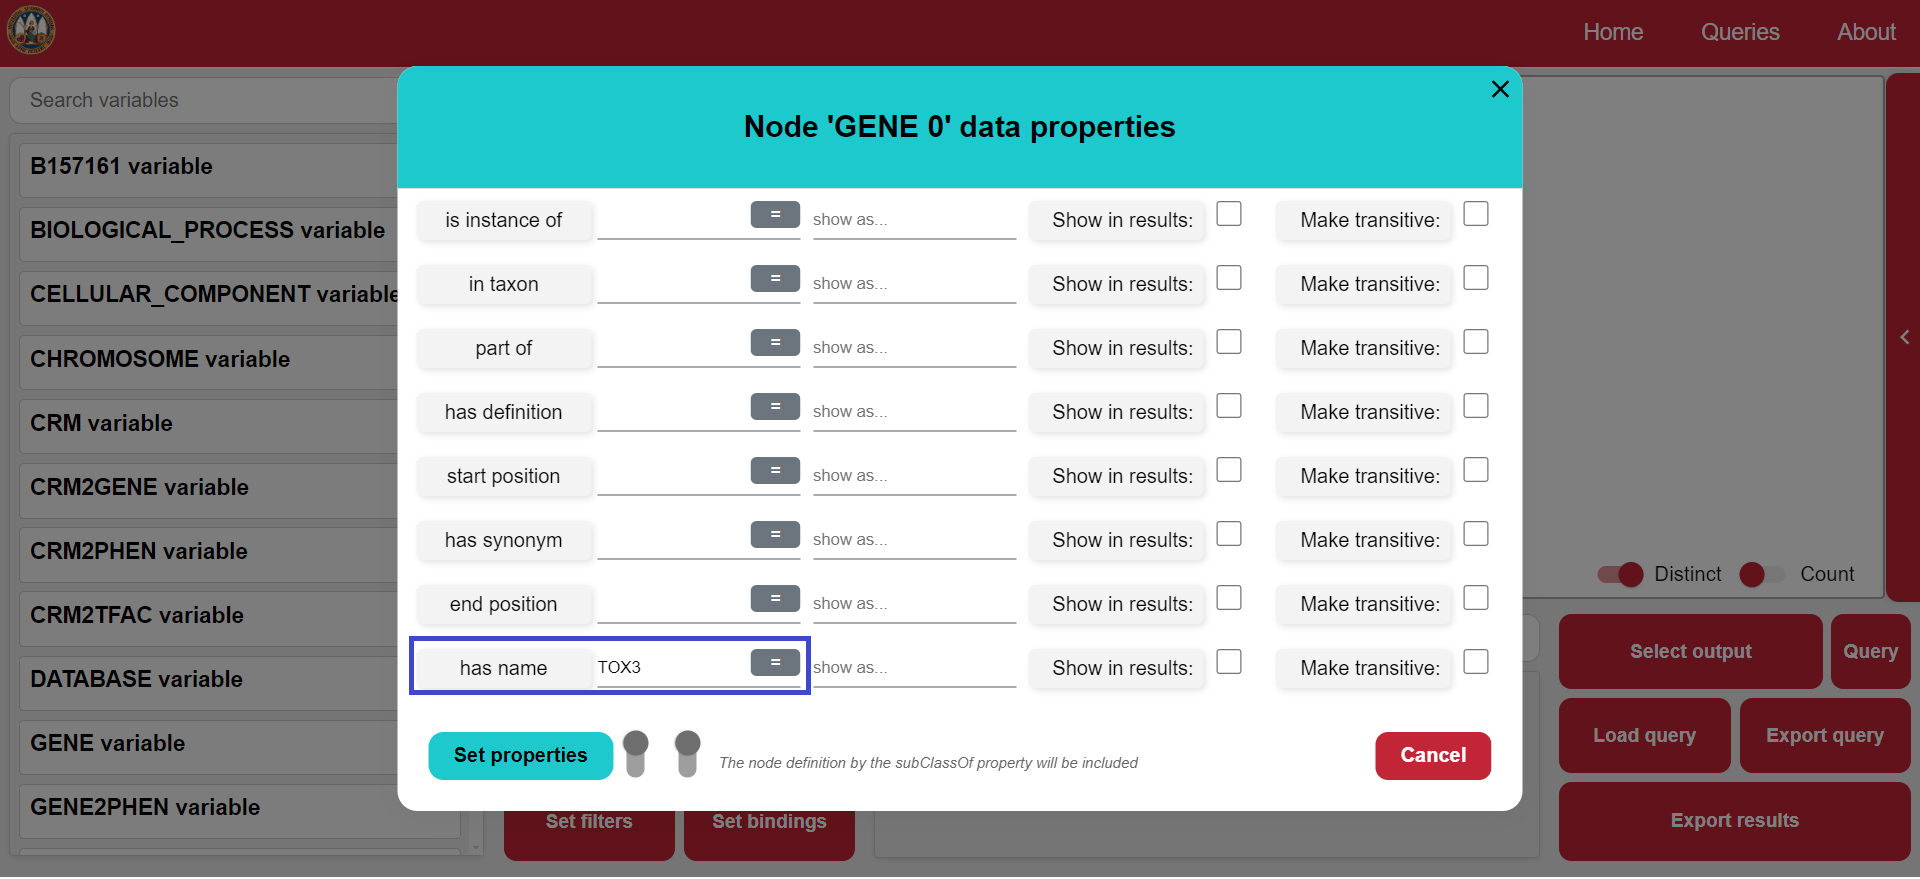 Home Queries About
Search variables
Node 'GENE 0' data properties
B157161 variable
BIOLOGICAL_PROCESS variable
CELLULAR_COMPONENT variable
CHROMOSOME variable
CRM variable
CRM2GENE variable
CRM2PHEN variable
CRM2TFAC variable
DATABASE variable
GENE variable
GENE2PHEN variable
is instance of = show as... Show in results: Make transitive:
in taxon = show as... Show in results: Make transitive:
part of = show as... Show in results: Make transitive:
has definition = show as... Show in results: Make transitive:
start position = show as... Show in results: Make transitive:
has synonym = show as... Show in results: Make transitive:
end position = show as... Show in results: Make transitive:
has name TOX3 = show as... Show in results: Make transitive:
Set properties The node definition by the subClassOf property will be included Cancel
Distinct Count
Select output Query
Load query Export query
Set filters Set bindings Export results